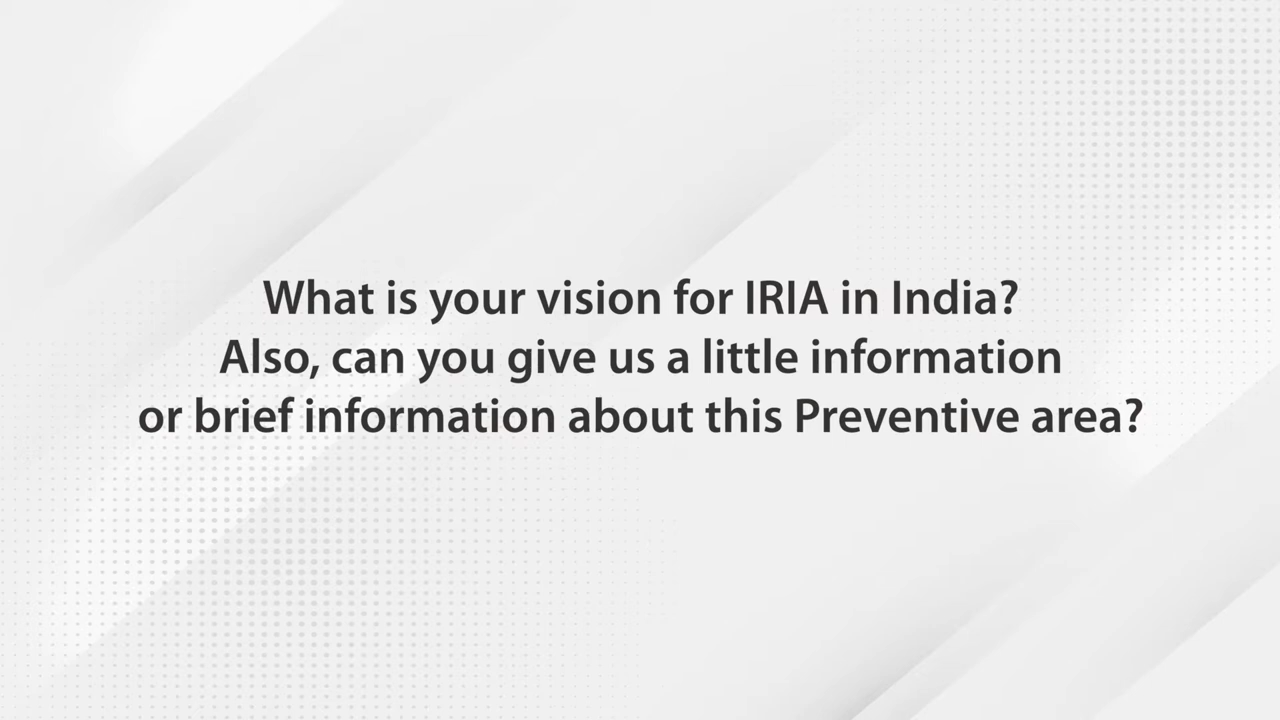 What is your vision for IRIA in India?
Also, can you give us a little information
or brief information about this Preventive area?